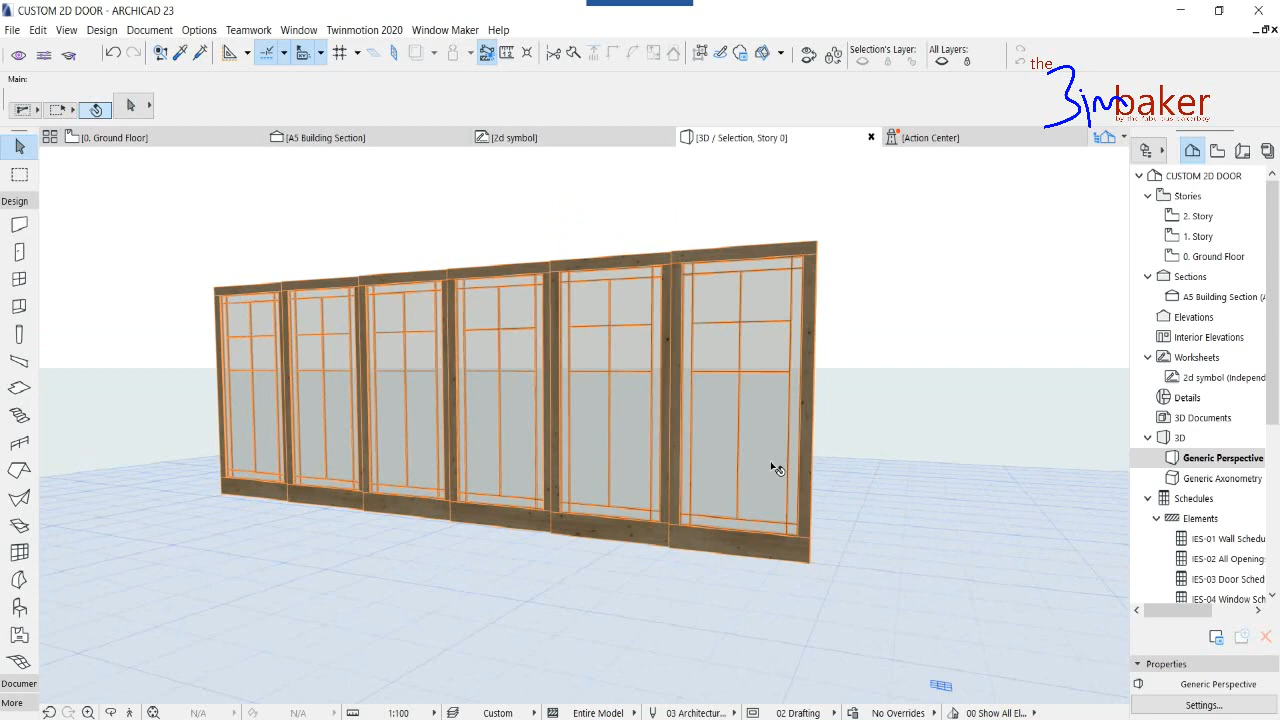 CUSTOM 2D DOOR - ARCHICAD 23
File Edit View Design Document Options Teamwork Window Twinmotion 2020 Window Maker Help
Selection's Layer: All Layers:
the
3imbaker
Main:
[0. Ground Floor] [A5 Building Section] [2d symbol] [3D / Selection, Story 0] [Action Center]
CUSTOM 2D DOOR
Design
Stories
2. Story
1. Story
0. Ground Floor
Sections
A5 Building Section (A
Elevations
Interior Elevations
Worksheets
2d symbol (Independ
Details
3D Documents
3D
Generic Perspective
Generic Axonometry
Schedules
Elements
IES-01 Wall Schedu
IES-02 All Opening
IES-03 Door Sched
IES-04 Window Sch
Properties
Documen
Generic Perspective
More
Settings...
N/A N/A 1:100 Custom Entire Model 03 Architectur... 02 Drafting No Overrides 00 Show All El...